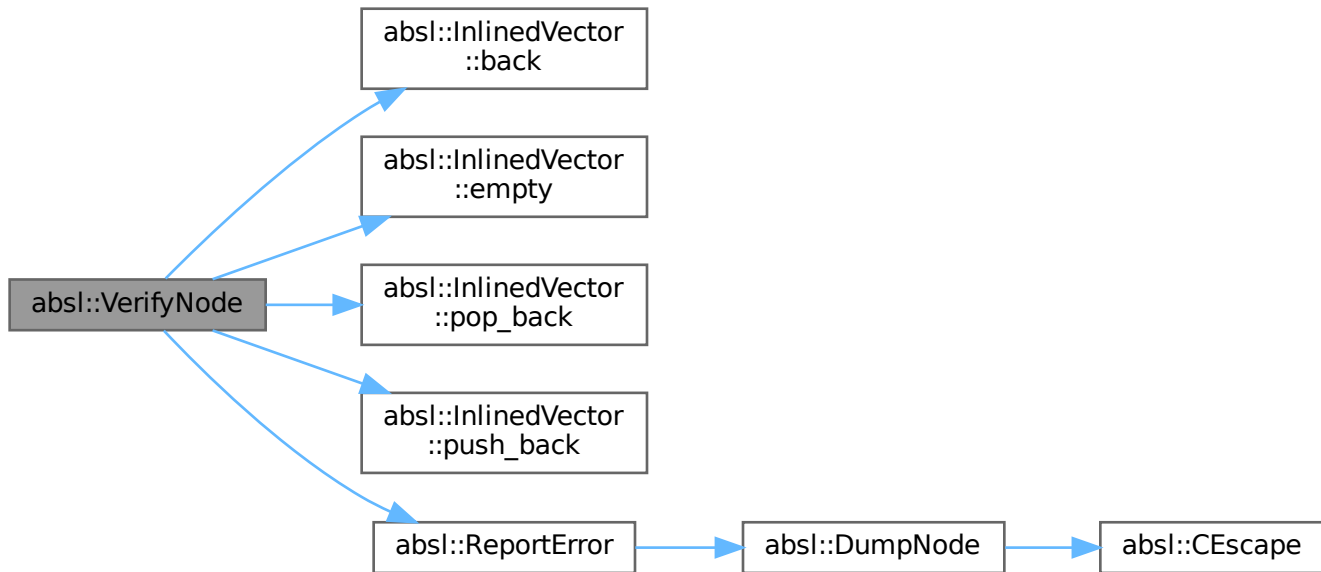 absl::InlinedVector
::back
absl::InlinedVector
::empty
absl::VerifyNode
absl::InlinedVector
::pop_back
absl::InlinedVector
::push_back
absl::ReportError
absl::DumpNode
absl::CEscape